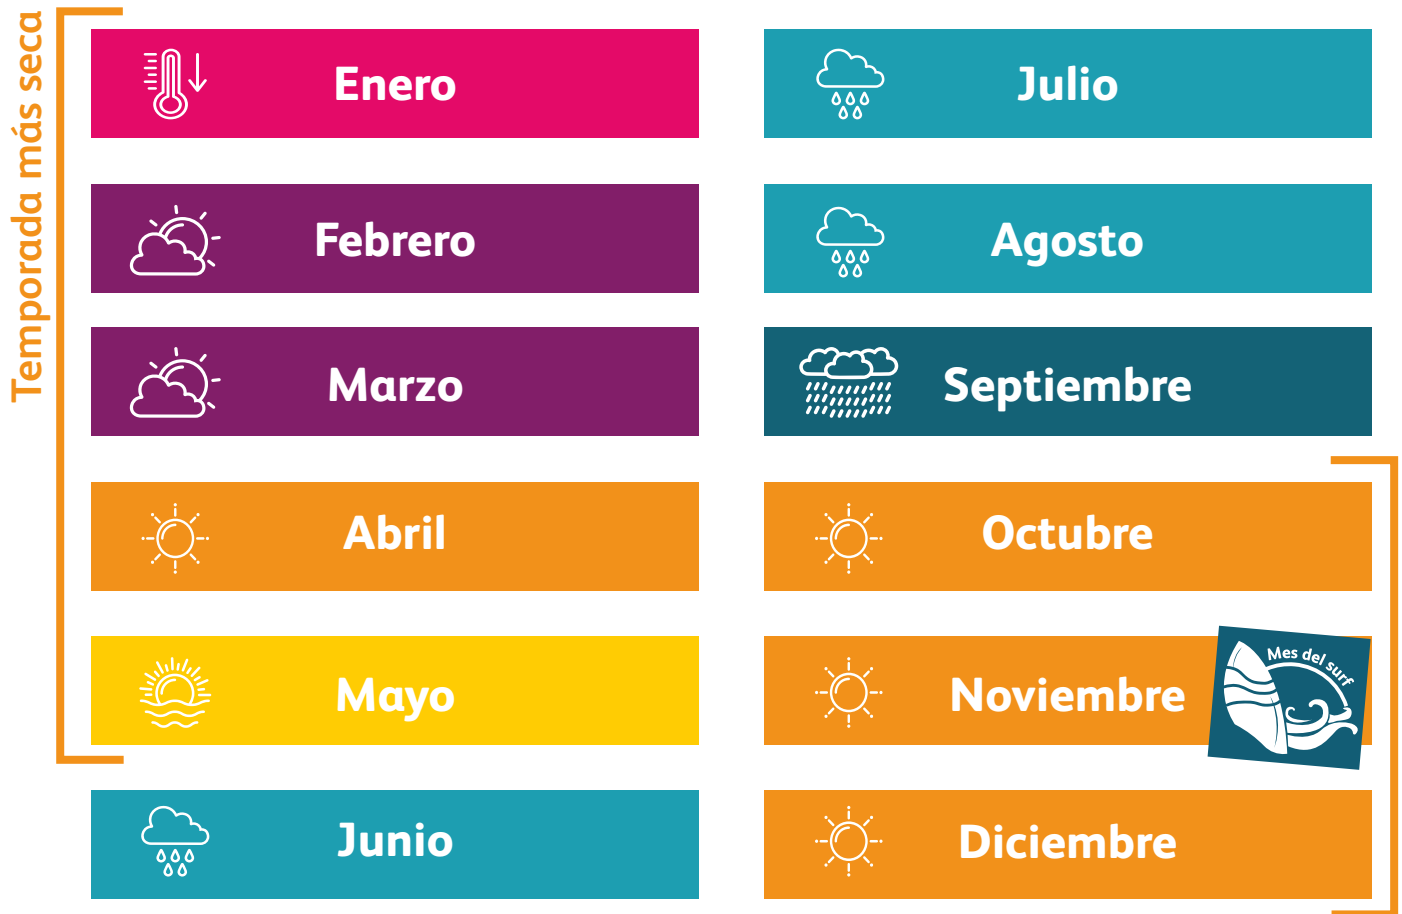 Temporada más seca
Enero
Febrero
Marzo
Abril
Mayo
Junio
Julio
Agosto
Septiembre
Octubre
Noviembre
Mes del surf
Diciembre